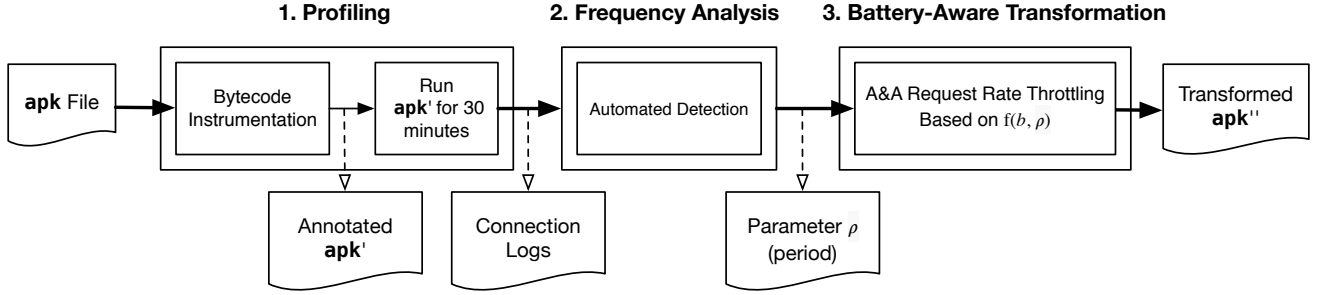 1. Profiling
2. Frequency Analysis
3. Battery-Aware Transformation
apk File
Bytecode
Instrumentation
Run
apk' for 30
minutes
Automated Detection
A&A Request Rate Throttling
Based on f(b, ρ)
Transformed
apk''
Annotated
apk'
Connection
Logs
Parameter ρ
(period)